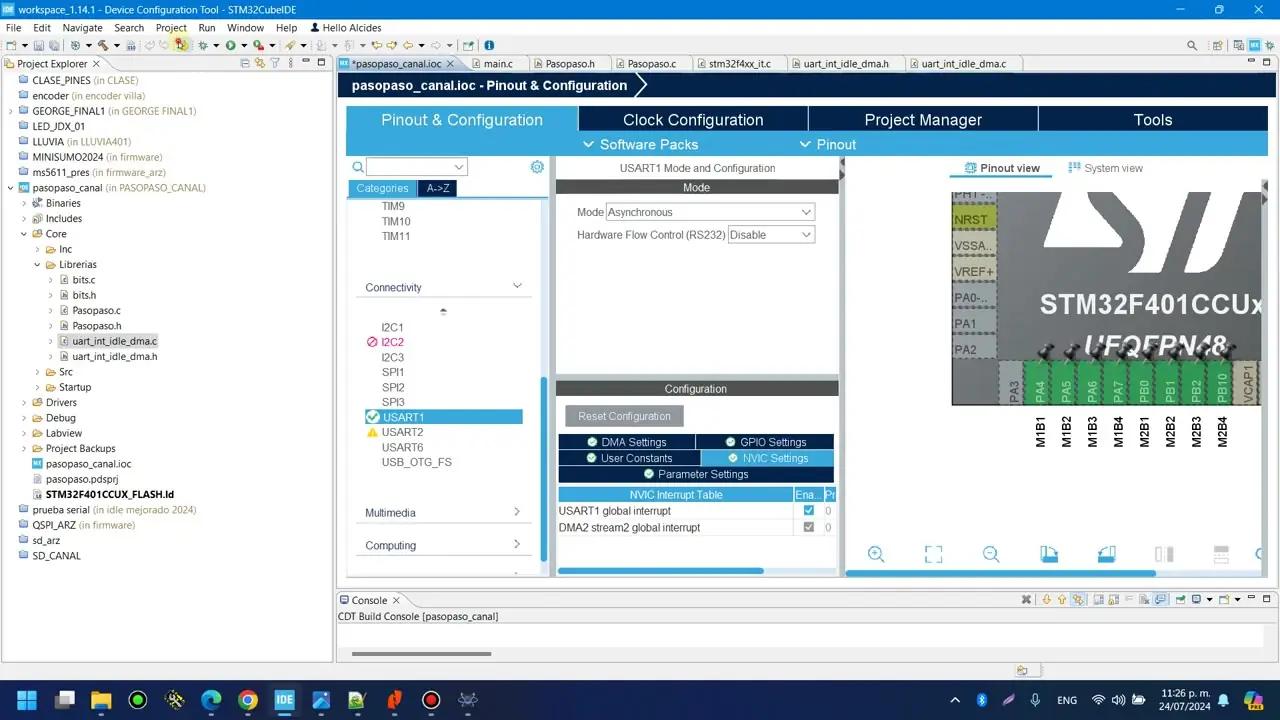 workspace_1.14.1 - Device Configuration Tool - STM32CubeIDE
File Edit Navigate Search Project Run Window Help Hello Alcides
Project Explorer
CLASE_PINES (in CLASE)
encoder (in encoder villa)
GEORGE_FINAL1 (in GEORGE FINAL1)
LED_JDX_01
LLUVIA (in LLUVIA401)
MINISUMO2024 (in firmware)
ms5611_pres (in firmware_arz)
pasopaso_canal (in PASOPASO_CANAL)
Binaries
Includes
Core
Inc
Librerias
bits.c
bits.h
Pasopaso.c
Pasopaso.h
uart_int_idle_dma.c
uart_int_idle_dma.h
Src
Startup
Drivers
Debug
Labview
Project Backups
pasopaso_canal.ioc
pasopaso.pdsprj
STM32F401CCUX_FLASH.ld
prueba serial (in idle mejorado 2024)
QSPI_ARZ (in firmware)
sd_arz
SD_CANAL
*pasopaso_canal.ioc main.c Pasopaso.h Pasopaso.c stm32f4xx_it.c uart_int_idle_dma.h uart_int_idle_dma.c
pasopaso_canal.ioc - Pinout & Configuration
Pinout & Configuration Clock Configuration Project Manager Tools
Software Packs Pinout
Categories A->Z
TIM9
TIM10
TIM11
Connectivity
I2C1
I2C2
I2C3
SPI1
SPI2
SPI3
USART1
USART2
USART6
USB_OTG_FS
Multimedia
Computing
USART1 Mode and Configuration
Mode
Mode Asynchronous
Hardware Flow Control (RS232) Disable
Configuration
Reset Configuration
DMA Settings GPIO Settings
User Constants NVIC Settings
Parameter Settings
NVIC Interrupt Table Ena... Pr
USART1 global interrupt 0
DMA2 stream2 global interrupt 0
Pinout view System view
NRST
VSSA..
VREF+
PA0-..
PA1
PA2
STM32F401CCUx
UFQFPN48
PA3 PA4 PA5 PA6 PA7 PB0 PB1 PB2 PB10 VCAP1
M1B1 M1B2 M1B3 M1B4 M2B1 M2B2 M2B3 M2B4
Console
CDT Build Console [pasopaso_canal]
IDE
ENG
11:26 p. m.
24/07/2024